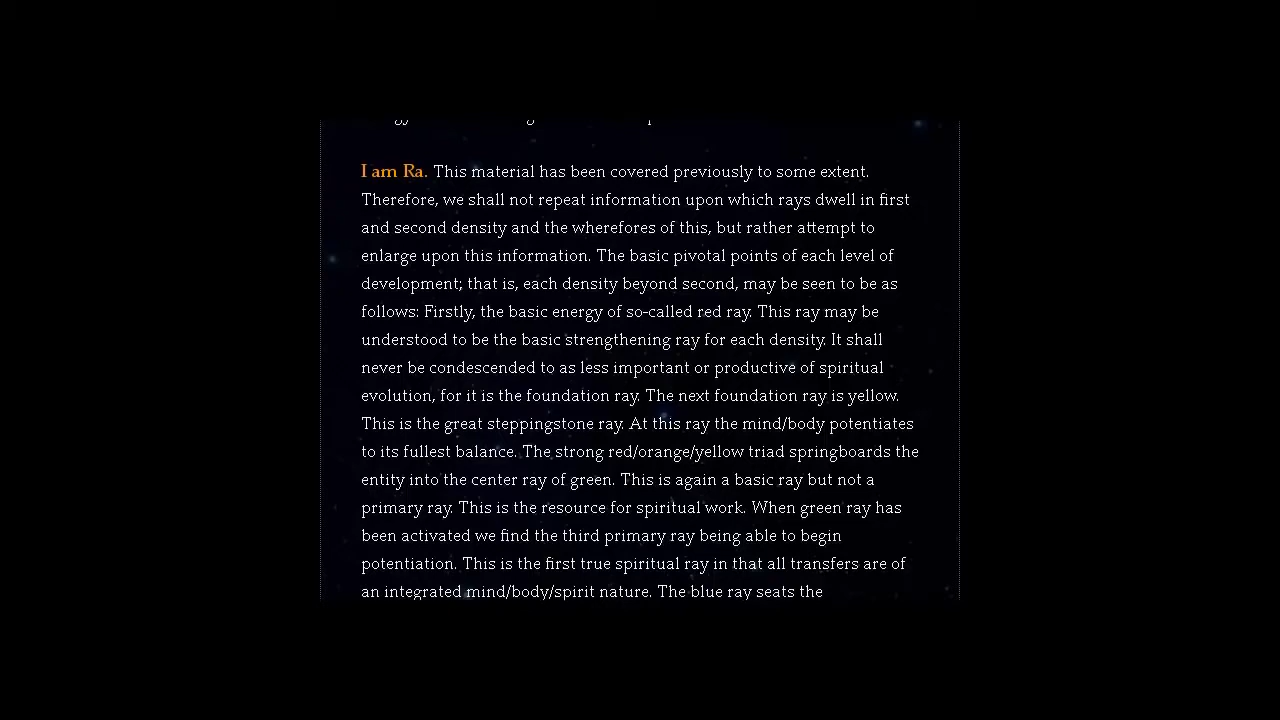 I am Ra. This material has been covered previously to some extent.
Therefore, we shall not repeat information upon which rays dwell in first
and second density and the wherefores of this, but rather attempt to
enlarge upon this information. The basic pivotal points of each level of
development; that is, each density beyond second, may be seen to be as
follows: Firstly, the basic energy of so-called red ray. This ray may be
understood to be the basic strengthening ray for each density. It shall
never be condescended to as less important or productive of spiritual
evolution, for it is the foundation ray. The next foundation ray is yellow.
This is the great steppingstone ray. At this ray the mind/body potentiates
to its fullest balance. The strong red/orange/yellow triad springboards the
entity into the center ray of green. This is again a basic ray but not a
primary ray. This is the resource for spiritual work. When green ray has
been activated we find the third primary ray being able to begin
potentiation. This is the first true spiritual ray in that all transfers are of
an integrated mind/body/spirit nature. The blue ray seats the